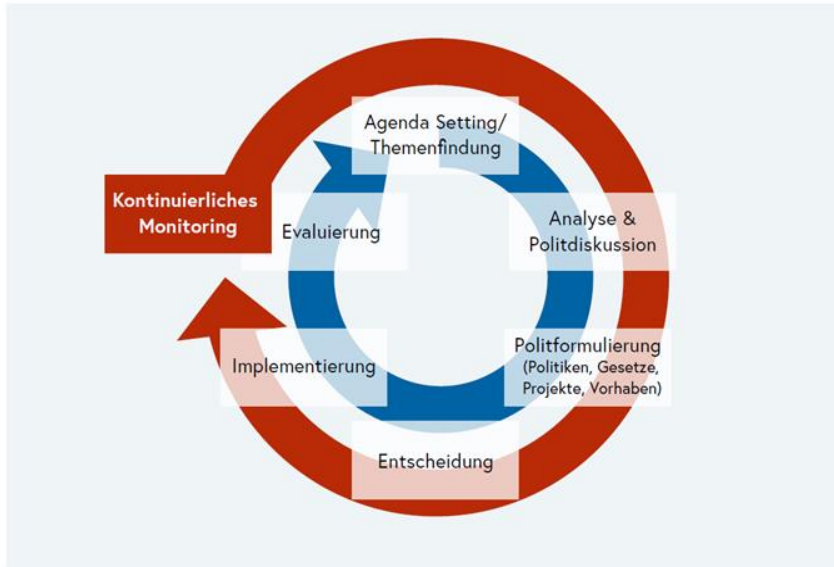 Agenda Setting/
Themenfindung
Analyse &
Politdiskussion
Politformulierung
(Politiken, Gesetze,
Projekte, Vorhaben)
Entscheidung
Implementierung
Evaluierung
Kontinuierliches
Monitoring